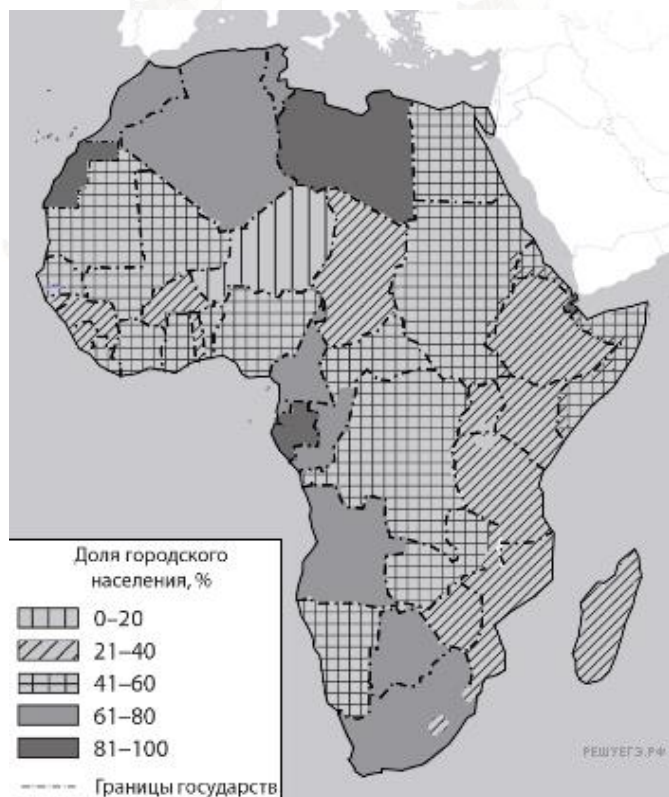 Доля городского
населения, %
0–20
21–40
41–60
61–80
81–100
Границы государств
РЕШУЕГЭ.РФ